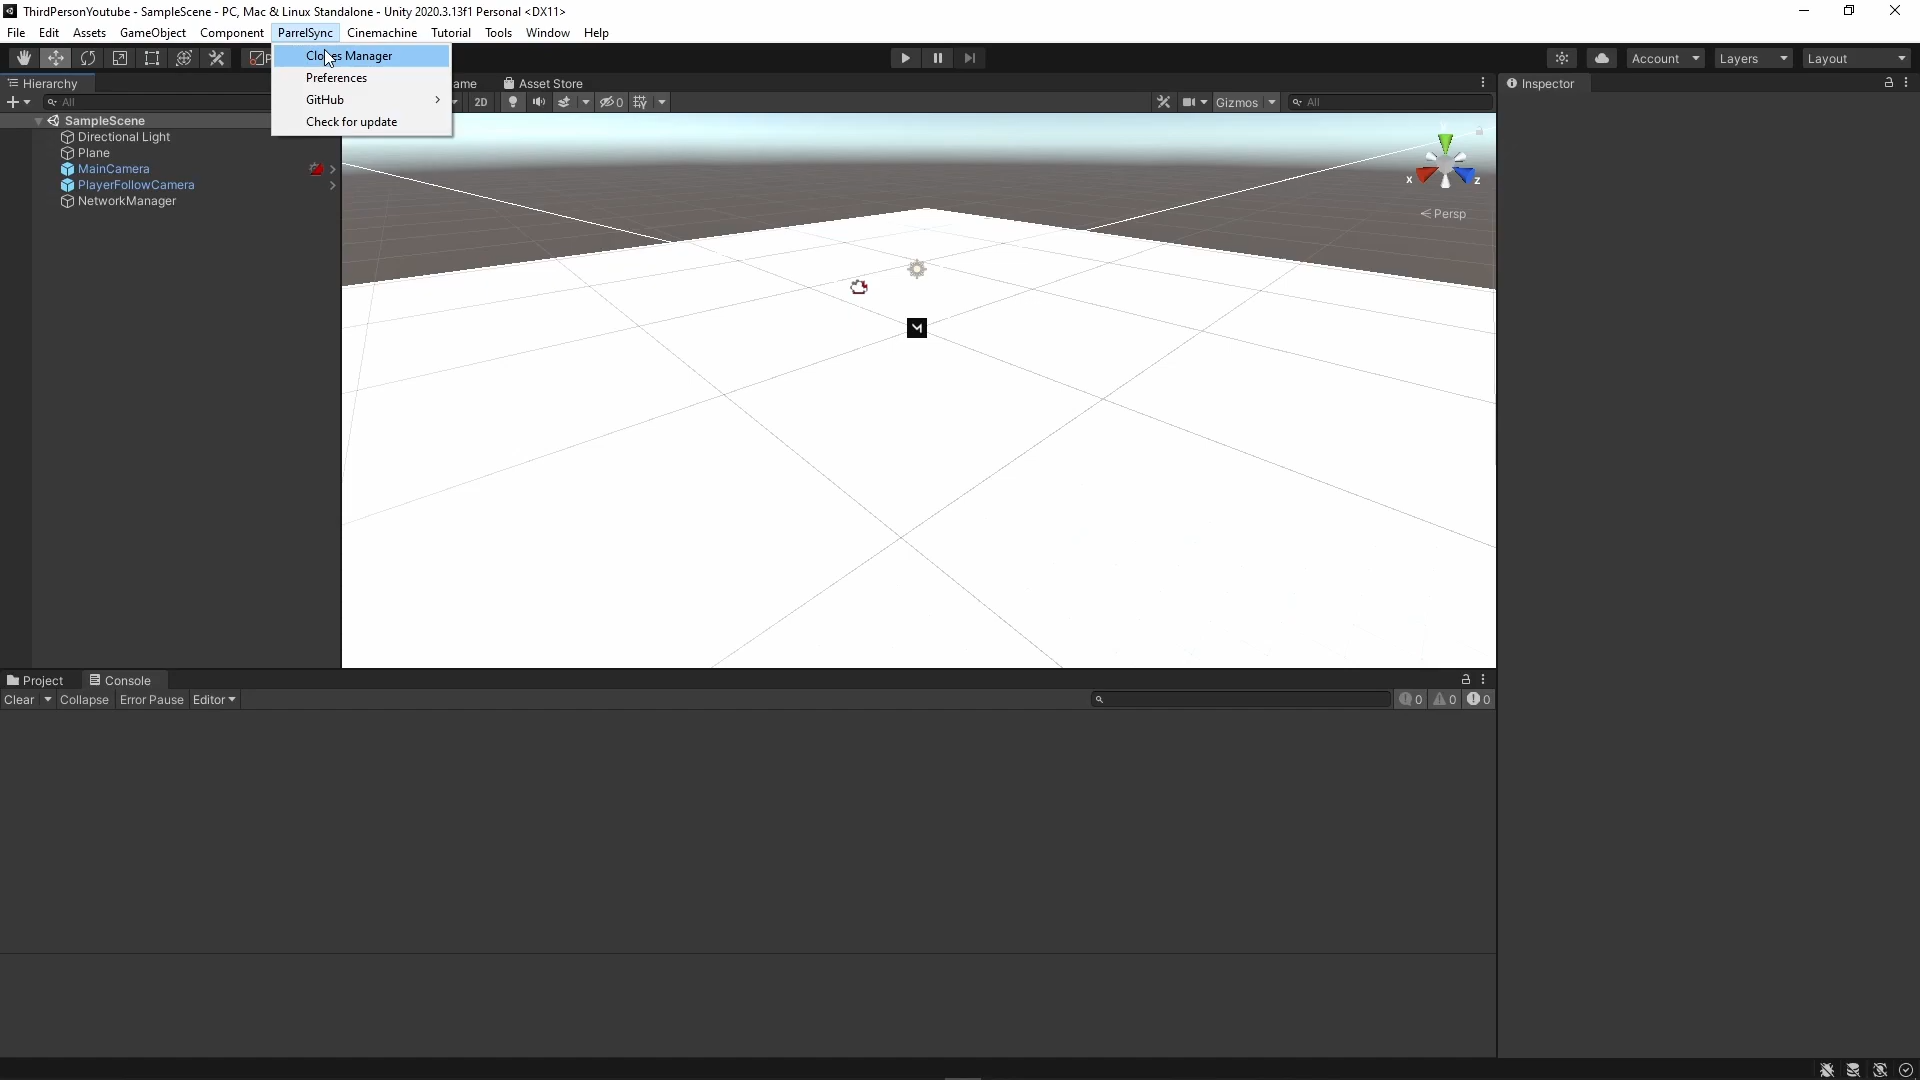 ThirdPersonYoutube - SampleScene - PC, Mac & Linux Standalone - Unity 2020.3.13f1 Personal <DX11>
File Edit Assets GameObject Component ParrelSync Cinemachine Tutorial Tools Window Help
Clones Manager
Preferences
GitHub
Check for update
Account Layers Layout
Hierarchy
ame
Asset Store
Inspector
All
2D
0
Gizmos
All
SampleScene
Directional Light
Plane
MainCamera
PlayerFollowCamera
NetworkManager
x
z
Persp
Project
Console
Clear Collapse Error Pause Editor
0 0 0